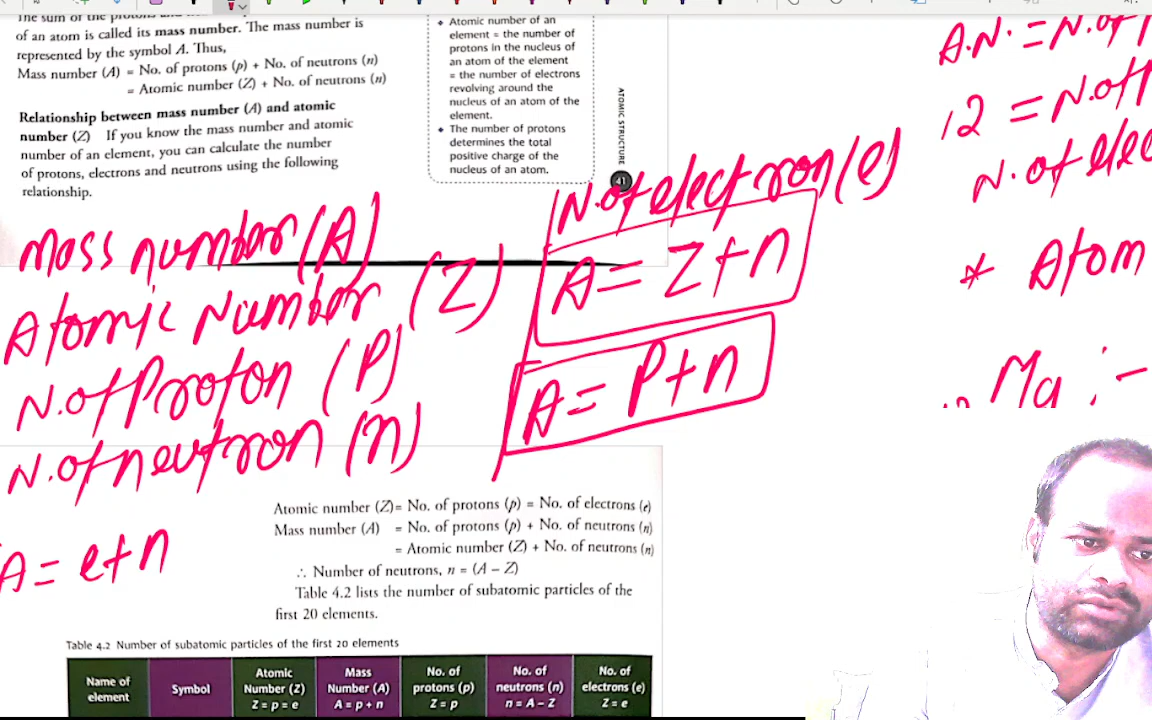 The sum of the protons and
of an atom is called its mass number. The mass number is
represented by the symbol A. Thus,
Mass number (A) = No. of protons (p) + No. of neutrons (n)
= Atomic number (Z) + No. of neutrons (n)
Relationship between mass number (A) and atomic
number (Z) If you know the mass number and atomic
number of an element, you can calculate the number
of protons, electrons and neutrons using the following
relationship.
Atomic number of an
element = the number of
protons in the nucleus of
an atom of the element
= the number of electrons
revolving around the
nucleus of an atom of the
element.
The number of protons
determines the total
positive charge of the
nucleus of an atom.
ATOMIC STRUCTURE
41
A.N. = N.of
12 = N.of
N.of elec
* Atom
Mg :-
Mass number (A)
Atomic Number (Z)
N.of Proton (P)
N.of neutron (n)
N.of electron (e)
A = Z+n
A = P+n
A = e+n
Atomic number (Z)= No. of protons (p) = No. of electrons (e)
Mass number (A) = No. of protons (p) + No. of neutrons (n)
= Atomic number (Z) + No. of neutrons (n)
∴ Number of neutrons, n = (A – Z)
Table 4.2 lists the number of subatomic particles of the
first 20 elements.
Table 4.2 Number of subatomic particles of the first 20 elements
Name of element
Symbol
Atomic Number (Z) Z = p = e
Mass Number (A) A = p + n
No. of protons (p) Z = p
No. of neutrons (n) n = A – Z
No. of electrons (e) Z = e